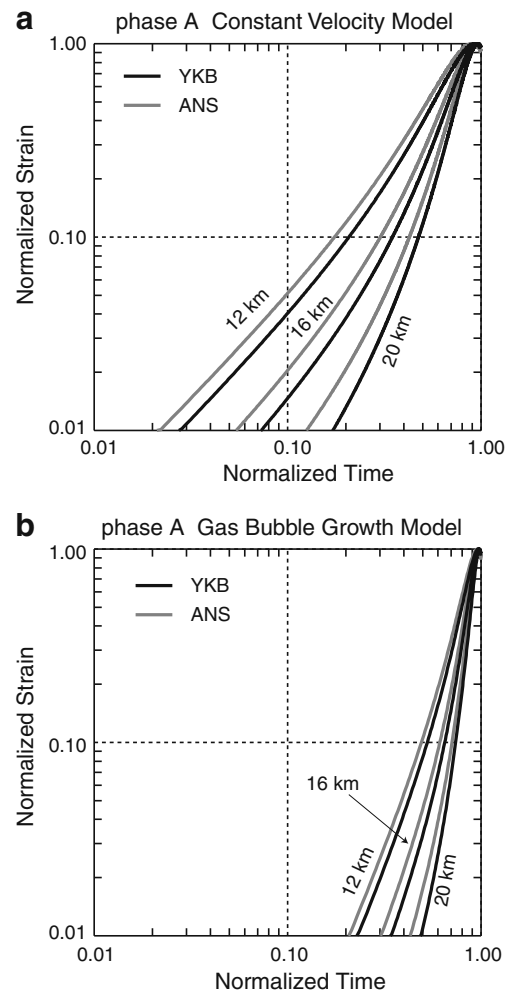 a
phase A Constant Velocity Model
1.00
YKB
ANS
Normalized Strain
0.10
12 km
16 km
20 km
0.01
0.01
0.10
1.00
Normalized Time
b
phase A Gas Bubble Growth Model
1.00
YKB
ANS
Normalized Strain
0.10
16 km
12 km
20 km
0.01
0.01
0.10
1.00
Normalized Time